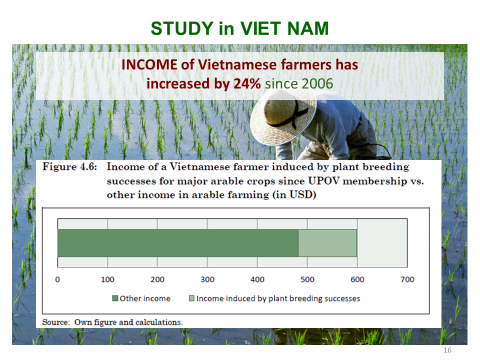 STUDY in VIET NAM
INCOME of Vietnamese farmers has
increased by 24% since 2006
Figure 4.6: Income of a Vietnamese farmer induced by plant breeding
successes for major arable crops since UPOV membership vs.
other income in arable farming (in USD)
0 100 200 300 400 500 600 700
Other income Income induced by plant breeding successes
Source: Own figure and calculations.
16